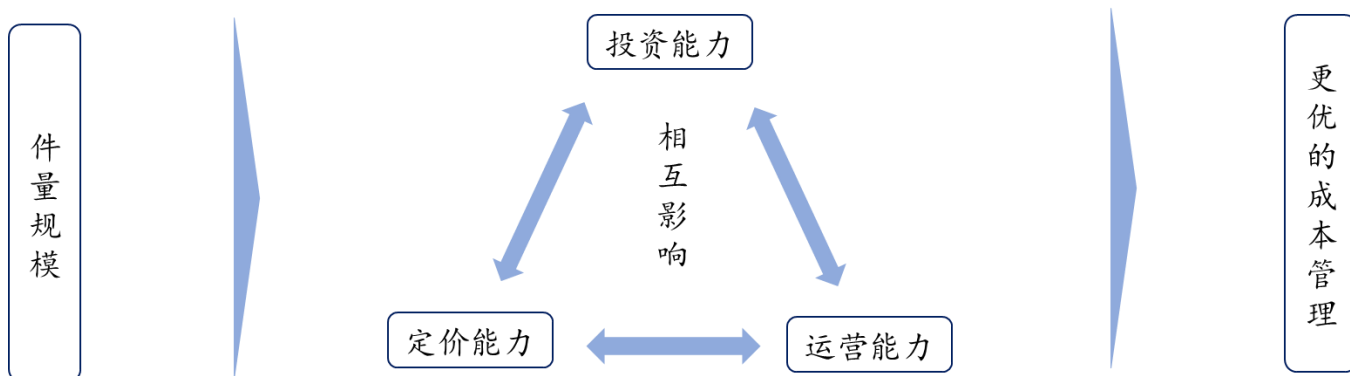 件量规模
投资能力
相互影响
定价能力
运营能力
更优的成本管理